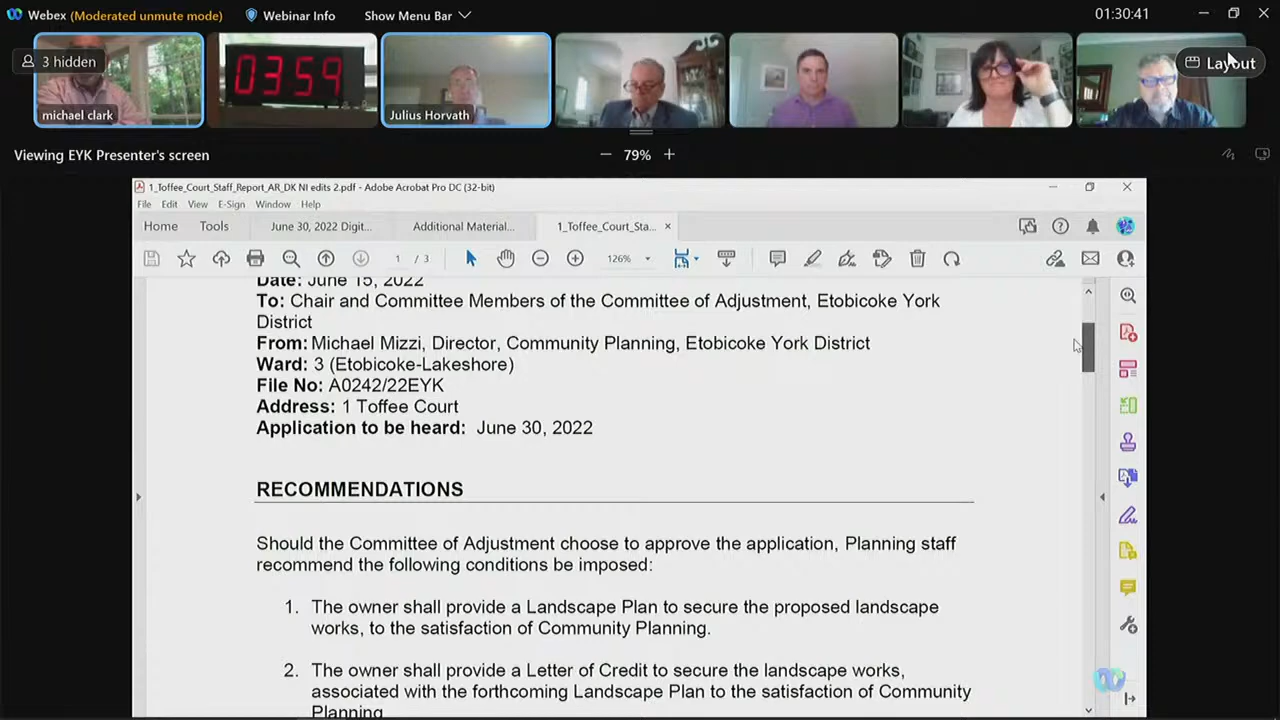 Webex (Moderated unmute mode) Webinar Info Show Menu Bar 01:30:41
3 hidden
Layout
03:59
michael clark
Julius Horvath
Viewing EYK Presenter's screen
79%
1_Toffee_Court_Staff_Report_AR_DK NI edits 2.pdf - Adobe Acrobat Pro DC (32-bit)
File Edit View E-Sign Window Help
Home Tools June 30, 2022 Digit... Additional Material... 1_Toffee_Court_Sta... ×
1 / 3 126%
Date: June 15, 2022
To: Chair and Committee Members of the Committee of Adjustment, Etobicoke York
District
From: Michael Mizzi, Director, Community Planning, Etobicoke York District
Ward: 3 (Etobicoke-Lakeshore)
File No: A0242/22EYK
Address: 1 Toffee Court
Application to be heard: June 30, 2022
RECOMMENDATIONS
Should the Committee of Adjustment choose to approve the application, Planning staff
recommend the following conditions be imposed:
1. The owner shall provide a Landscape Plan to secure the proposed landscape
works, to the satisfaction of Community Planning.
2. The owner shall provide a Letter of Credit to secure the landscape works,
associated with the forthcoming Landscape Plan to the satisfaction of Community
Planning